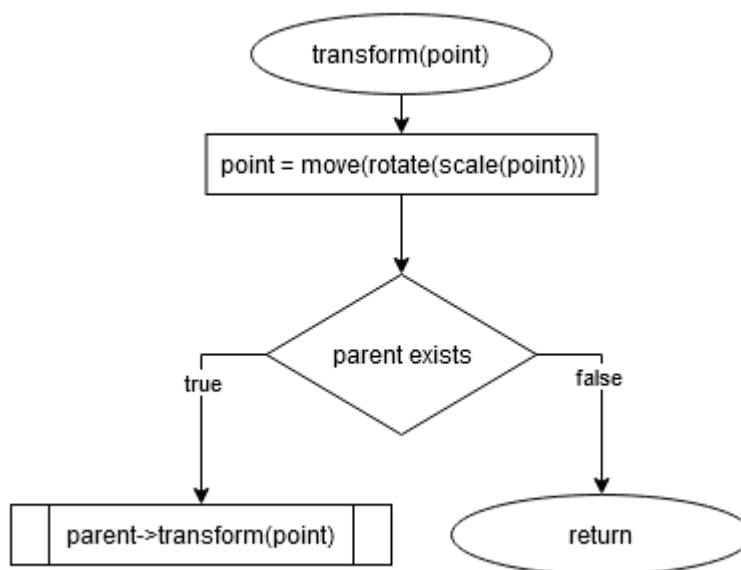 transform(point)
point = move(rotate(scale(point)))
parent exists
true
false
parent->transform(point)
return